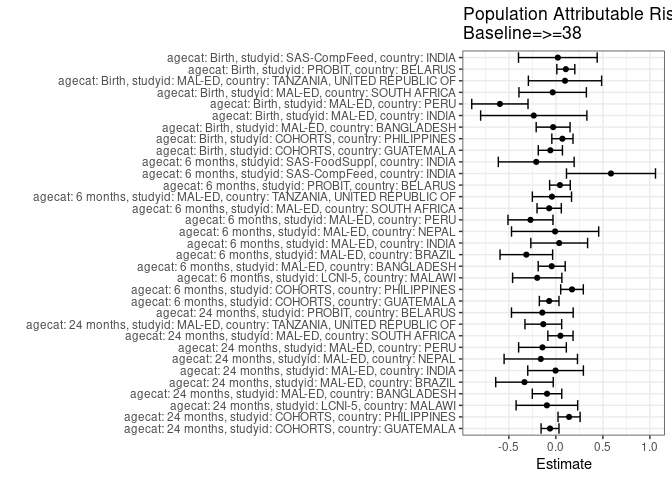 Population Attributable Ris
Baseline=>=38
agecat: Birth, studyid: SAS-CompFeed, country: INDIA
agecat: Birth, studyid: PROBIT, country: BELARUS
agecat: Birth, studyid: MAL-ED, country: TANZANIA, UNITED REPUBLIC OF
agecat: Birth, studyid: MAL-ED, country: SOUTH AFRICA
agecat: Birth, studyid: MAL-ED, country: PERU
agecat: Birth, studyid: MAL-ED, country: INDIA
agecat: Birth, studyid: MAL-ED, country: BANGLADESH
agecat: Birth, studyid: COHORTS, country: PHILIPPINES
agecat: Birth, studyid: COHORTS, country: GUATEMALA
agecat: 6 months, studyid: SAS-FoodSuppl, country: INDIA
agecat: 6 months, studyid: SAS-CompFeed, country: INDIA
agecat: 6 months, studyid: PROBIT, country: BELARUS
agecat: 6 months, studyid: MAL-ED, country: TANZANIA, UNITED REPUBLIC OF
agecat: 6 months, studyid: MAL-ED, country: SOUTH AFRICA
agecat: 6 months, studyid: MAL-ED, country: PERU
agecat: 6 months, studyid: MAL-ED, country: NEPAL
agecat: 6 months, studyid: MAL-ED, country: INDIA
agecat: 6 months, studyid: MAL-ED, country: BRAZIL
agecat: 6 months, studyid: MAL-ED, country: BANGLADESH
agecat: 6 months, studyid: LCNI-5, country: MALAWI
agecat: 6 months, studyid: COHORTS, country: PHILIPPINES
agecat: 6 months, studyid: COHORTS, country: GUATEMALA
agecat: 24 months, studyid: PROBIT, country: BELARUS
agecat: 24 months, studyid: MAL-ED, country: TANZANIA, UNITED REPUBLIC OF
agecat: 24 months, studyid: MAL-ED, country: SOUTH AFRICA
agecat: 24 months, studyid: MAL-ED, country: PERU
agecat: 24 months, studyid: MAL-ED, country: NEPAL
agecat: 24 months, studyid: MAL-ED, country: INDIA
agecat: 24 months, studyid: MAL-ED, country: BRAZIL
agecat: 24 months, studyid: MAL-ED, country: BANGLADESH
agecat: 24 months, studyid: LCNI-5, country: MALAWI
agecat: 24 months, studyid: COHORTS, country: PHILIPPINES
agecat: 24 months, studyid: COHORTS, country: GUATEMALA
-0.5 0.0 0.5 1.0
Estimate